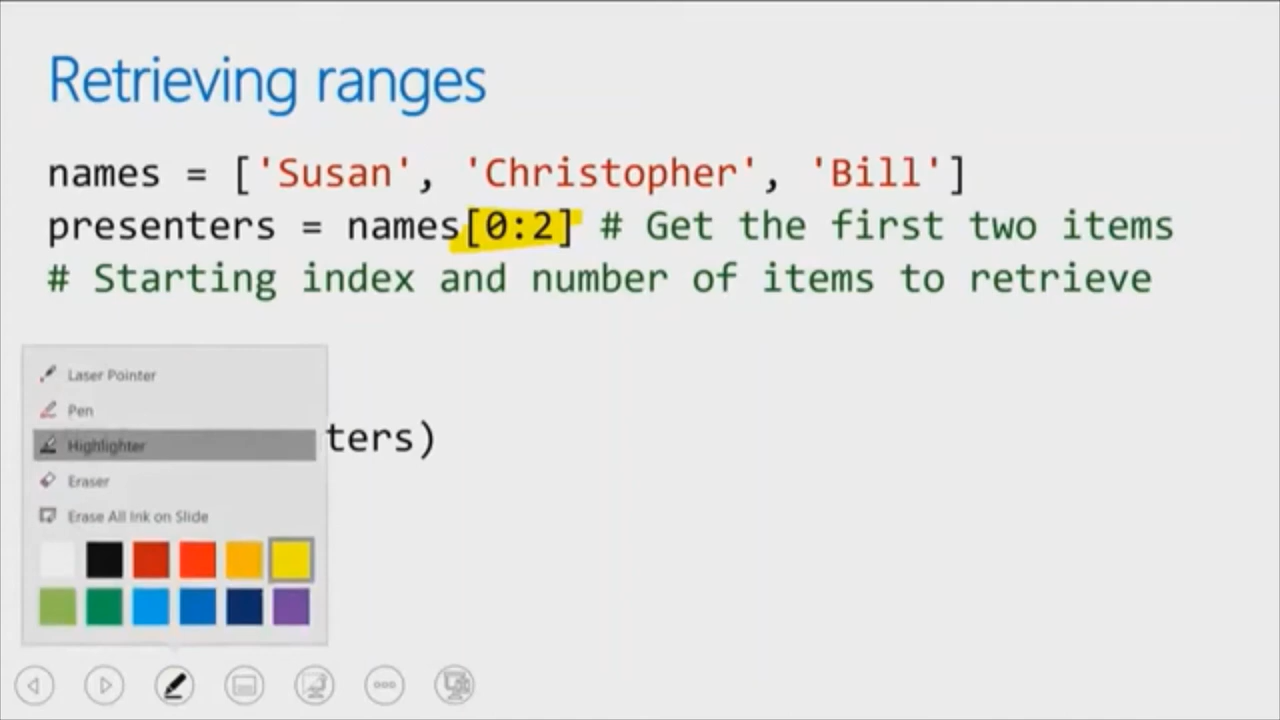 Retrieving ranges
names = ['Susan', 'Christopher', 'Bill']
presenters = names[0:2] # Get the first two items
# Starting index and number of items to retrieve
ters)
Laser Pointer
Pen
Highlighter
Eraser
Erase All Ink on Slide